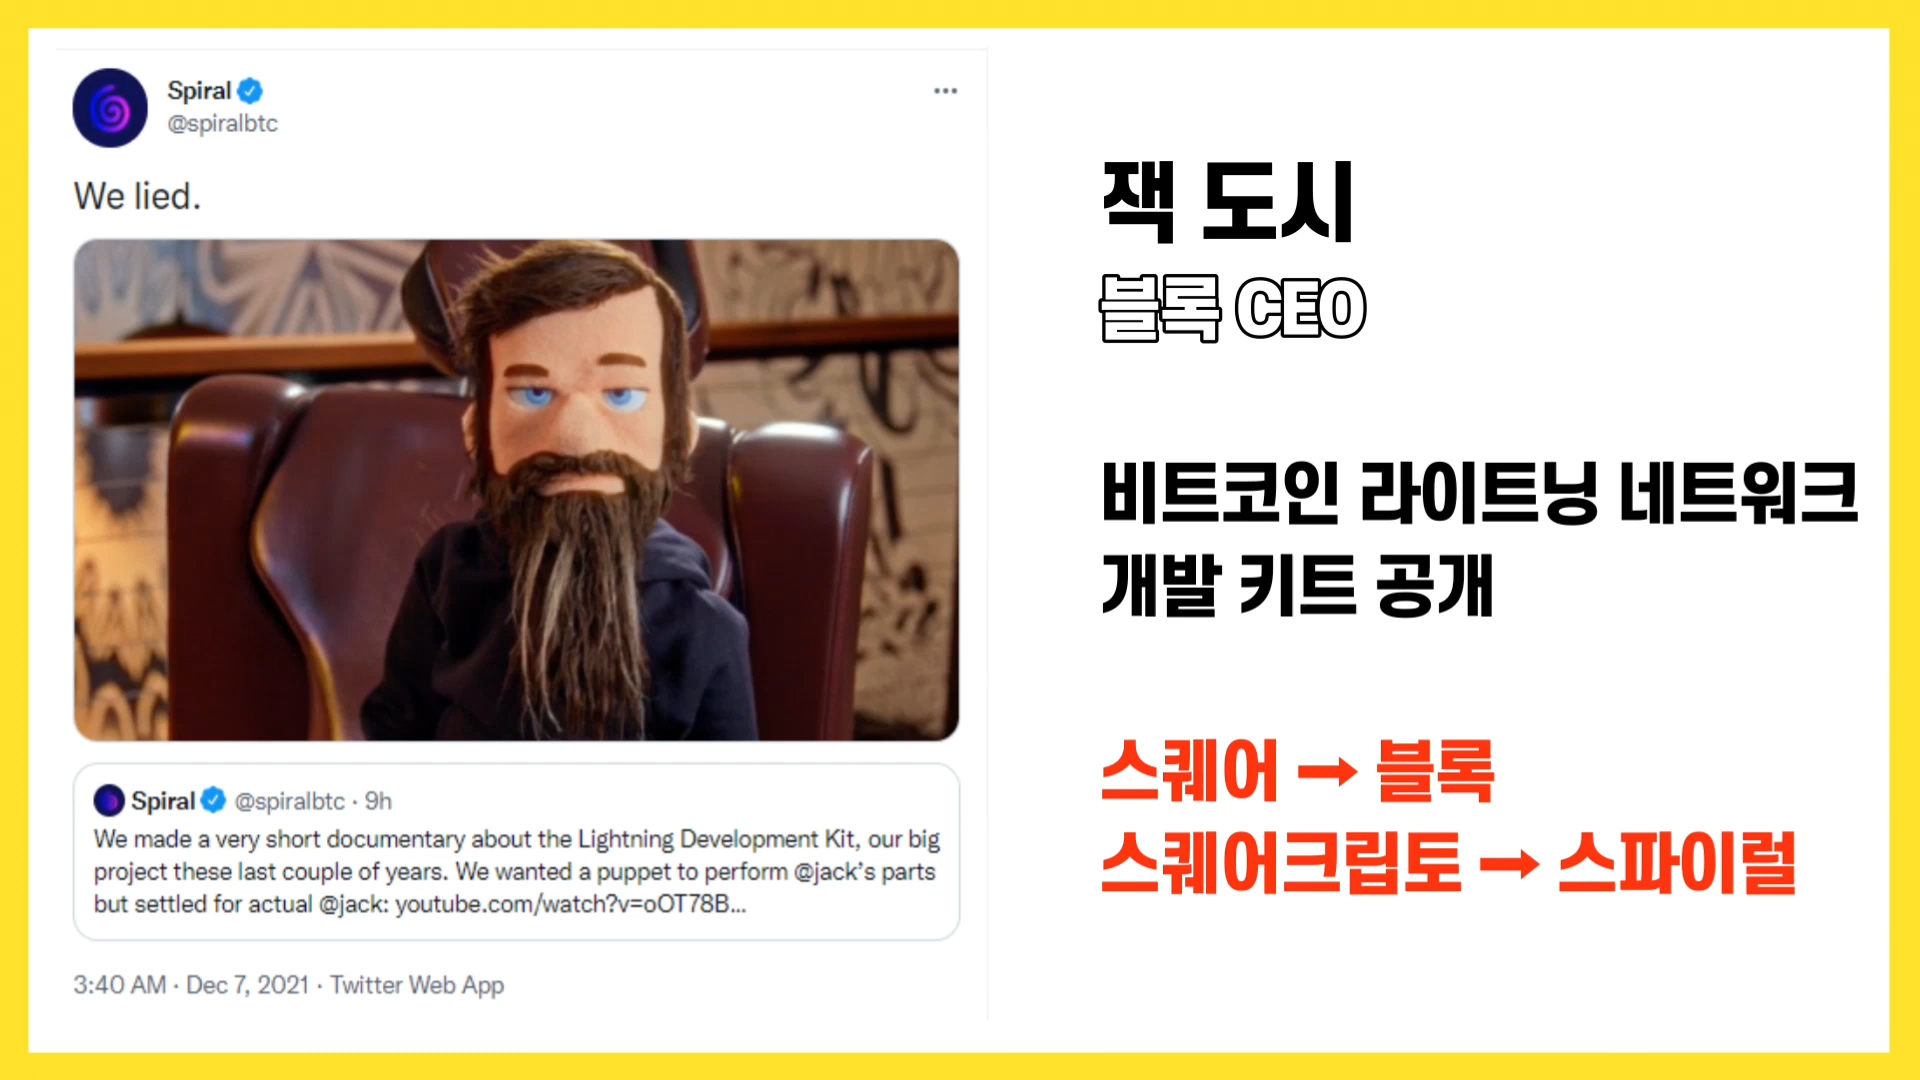 Spiral
@spiralbtc
We lied.
Spiral @spiralbtc · 9h
We made a very short documentary about the Lightning Development Kit, our big
project these last couple of years. We wanted a puppet to perform @jack's parts
but settled for actual @jack: youtube.com/watch?v=oOT78B...
3:40 AM · Dec 7, 2021 · Twitter Web App
잭 도시
블록 CEO
비트코인 라이트닝 네트워크
개발 키트 공개
스퀘어 → 블록
스퀘어크립토 → 스파이럴